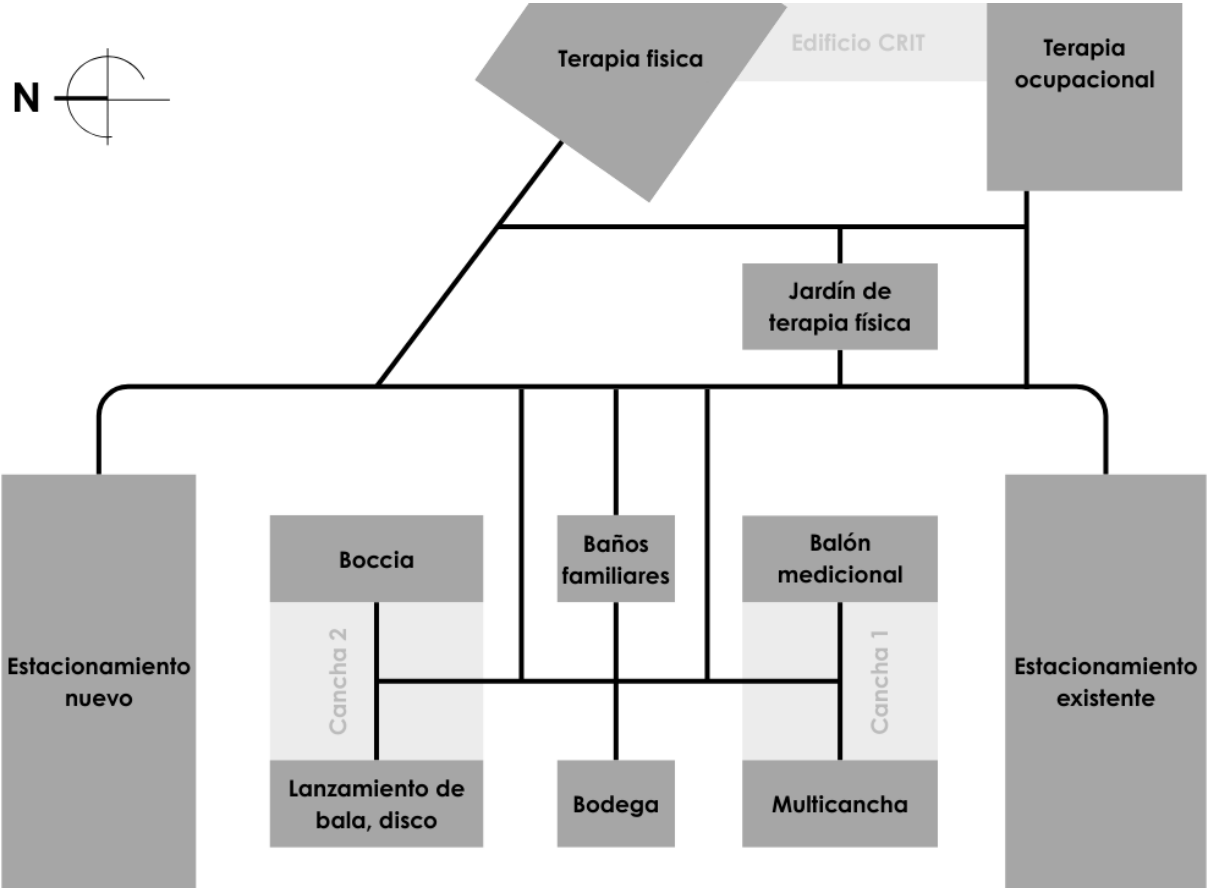 N
Terapia fisica
Edificio CRIT
Terapia
ocupacional
Jardín de
terapia física
Estacionamiento
nuevo
Boccia
Cancha 2
Lanzamiento de
bala, disco
Baños
familiares
Bodega
Balón
medicional
Cancha 1
Multicancha
Estacionamiento
existente